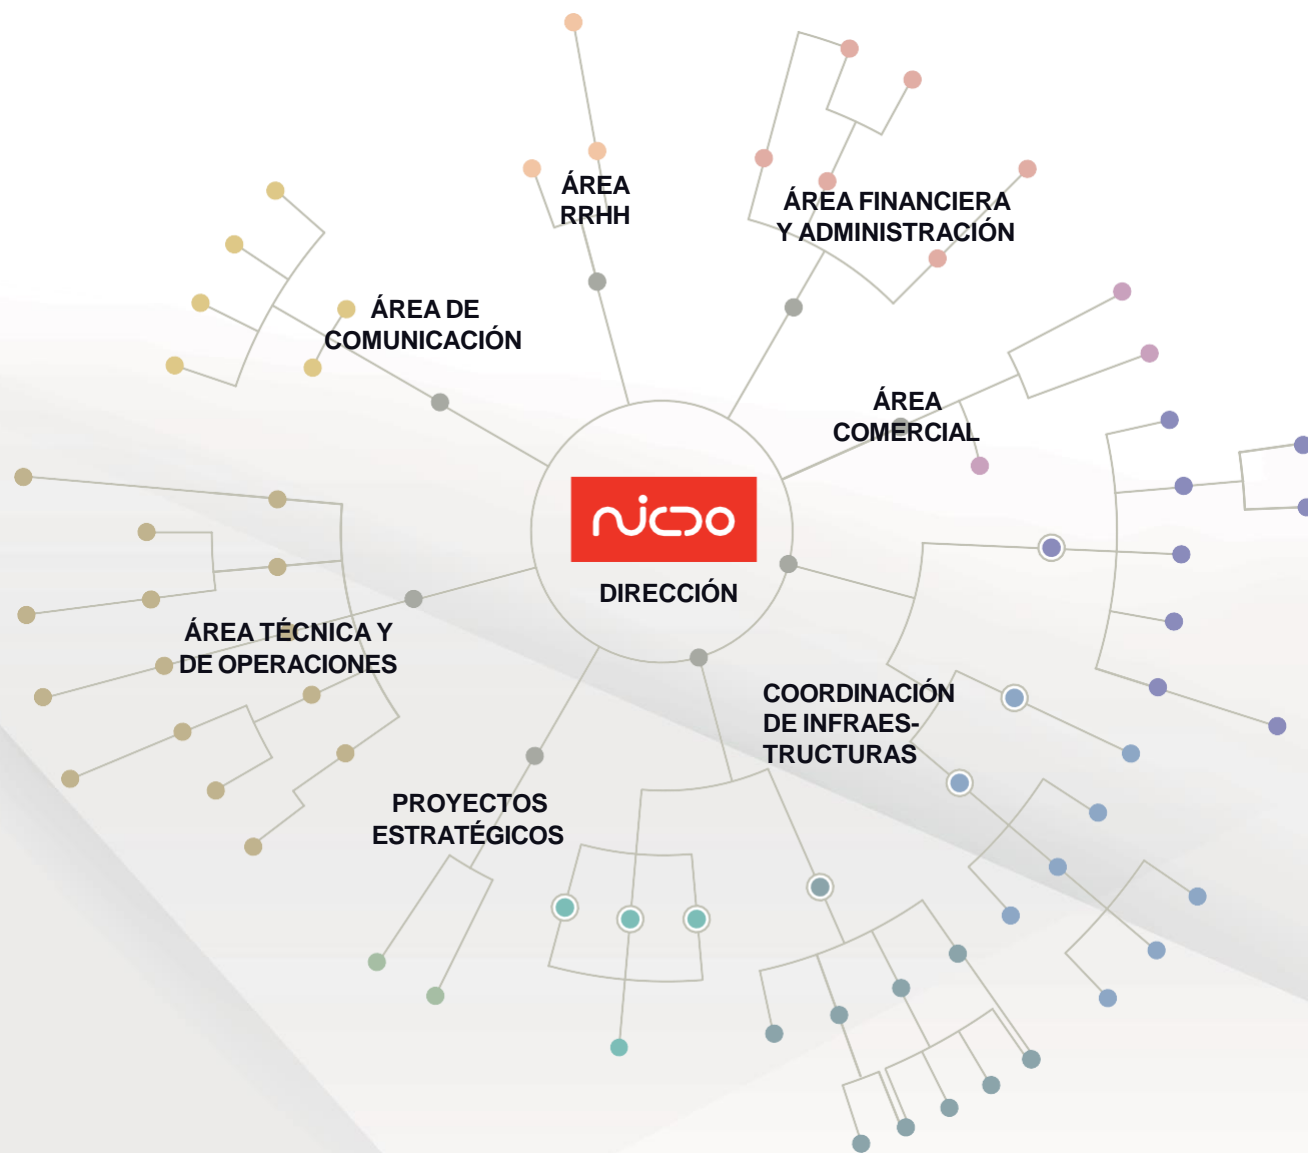 ÁREA
RRHH
ÁREA FINANCIERA
Y ADMINISTRACIÓN
ÁREA DE
COMUNICACIÓN
ÁREA
COMERCIAL
nicdo
DIRECCIÓN
ÁREA TÉCNICA Y
DE OPERACIONES
COORDINACIÓN
DE INFRAES-
TRUCTURAS
PROYECTOS
ESTRATÉGICOS